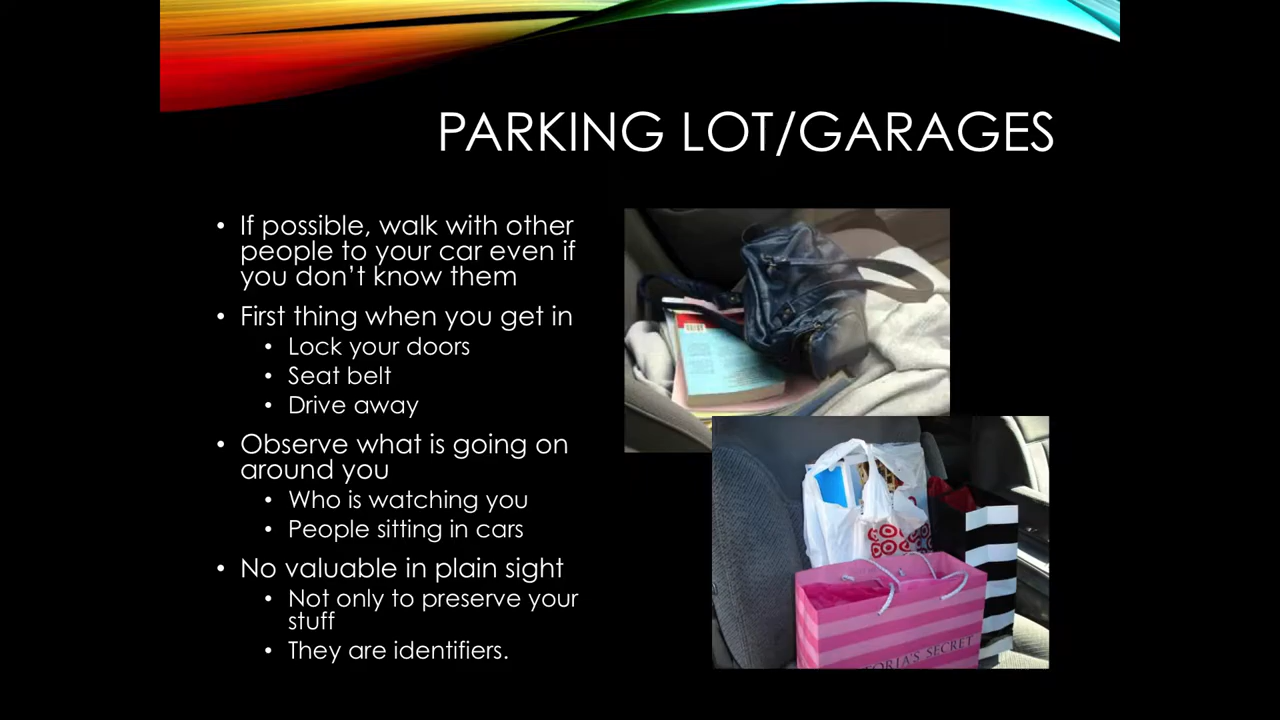 PARKING LOT/GARAGES
• If possible, walk with other
people to your car even if
you don’t know them
• First thing when you get in
• Lock your doors
• Seat belt
• Drive away
• Observe what is going on
around you
• Who is watching you
• People sitting in cars
• No valuable in plain sight
• Not only to preserve your
stuff
• They are identifiers.
SECRET